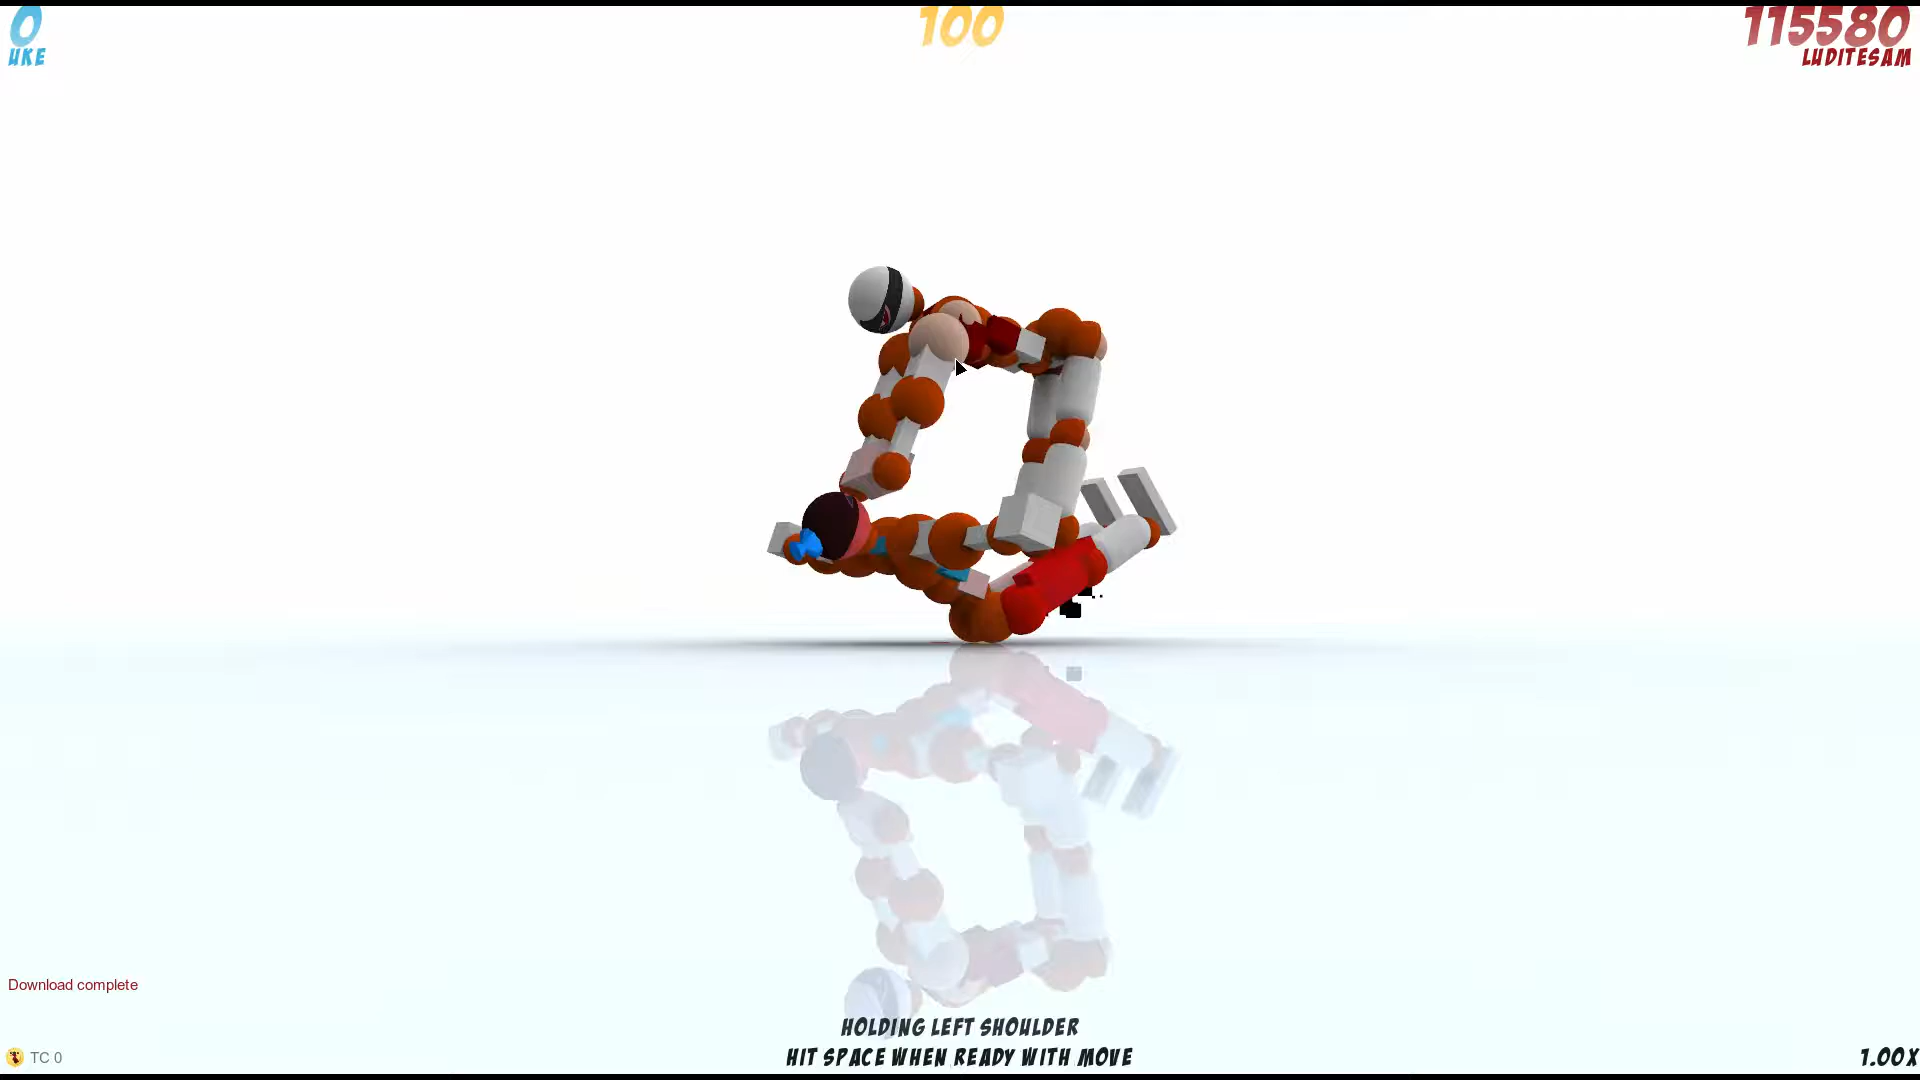 0
UKE
100
115580
LUDITESAM
Download complete
HOLDING LEFT SHOULDER
HIT SPACE WHEN READY WITH MOVE
TC 0
1.00X